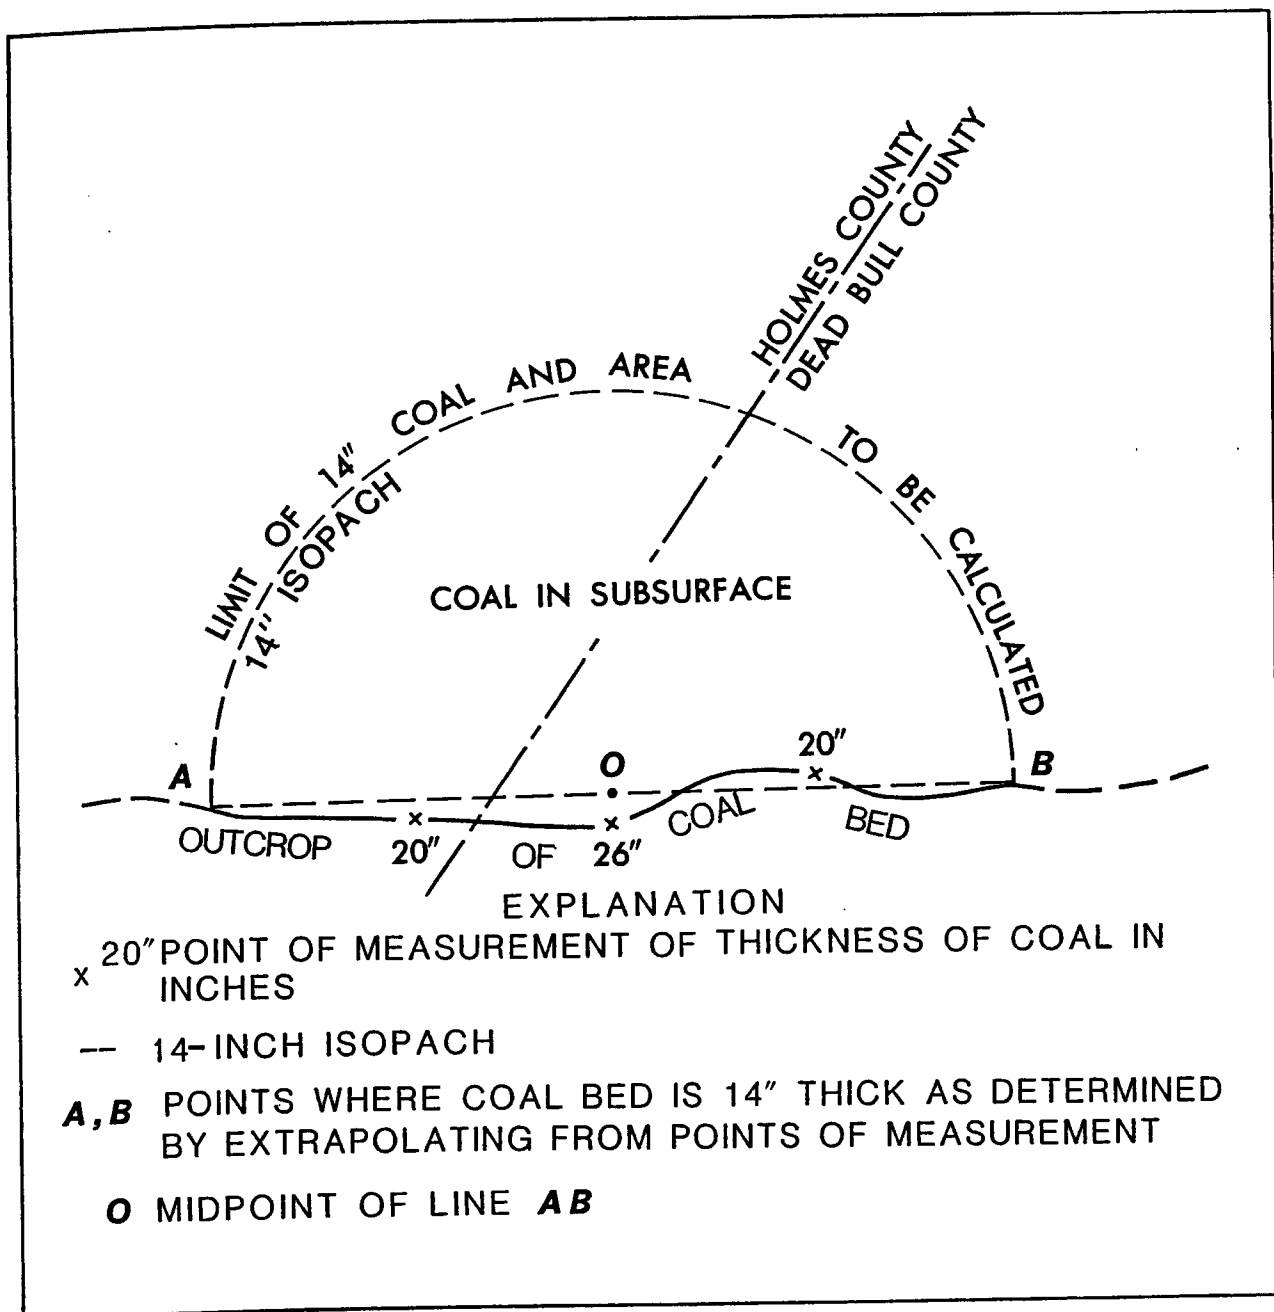 HOLMES COUNTY
DEAD BULL COUNTY
LIMIT OF 14" COAL AND AREA TO BE CALCULATED
14" ISOPACH
COAL IN SUBSURFACE
A
O
20"
B
OUTCROP OF COAL BED
20"
26"
EXPLANATION
x 20" POINT OF MEASUREMENT OF THICKNESS OF COAL IN
INCHES
-- 14-INCH ISOPACH
A, B POINTS WHERE COAL BED IS 14" THICK AS DETERMINED
BY EXTRAPOLATING FROM POINTS OF MEASUREMENT
O MIDPOINT OF LINE AB